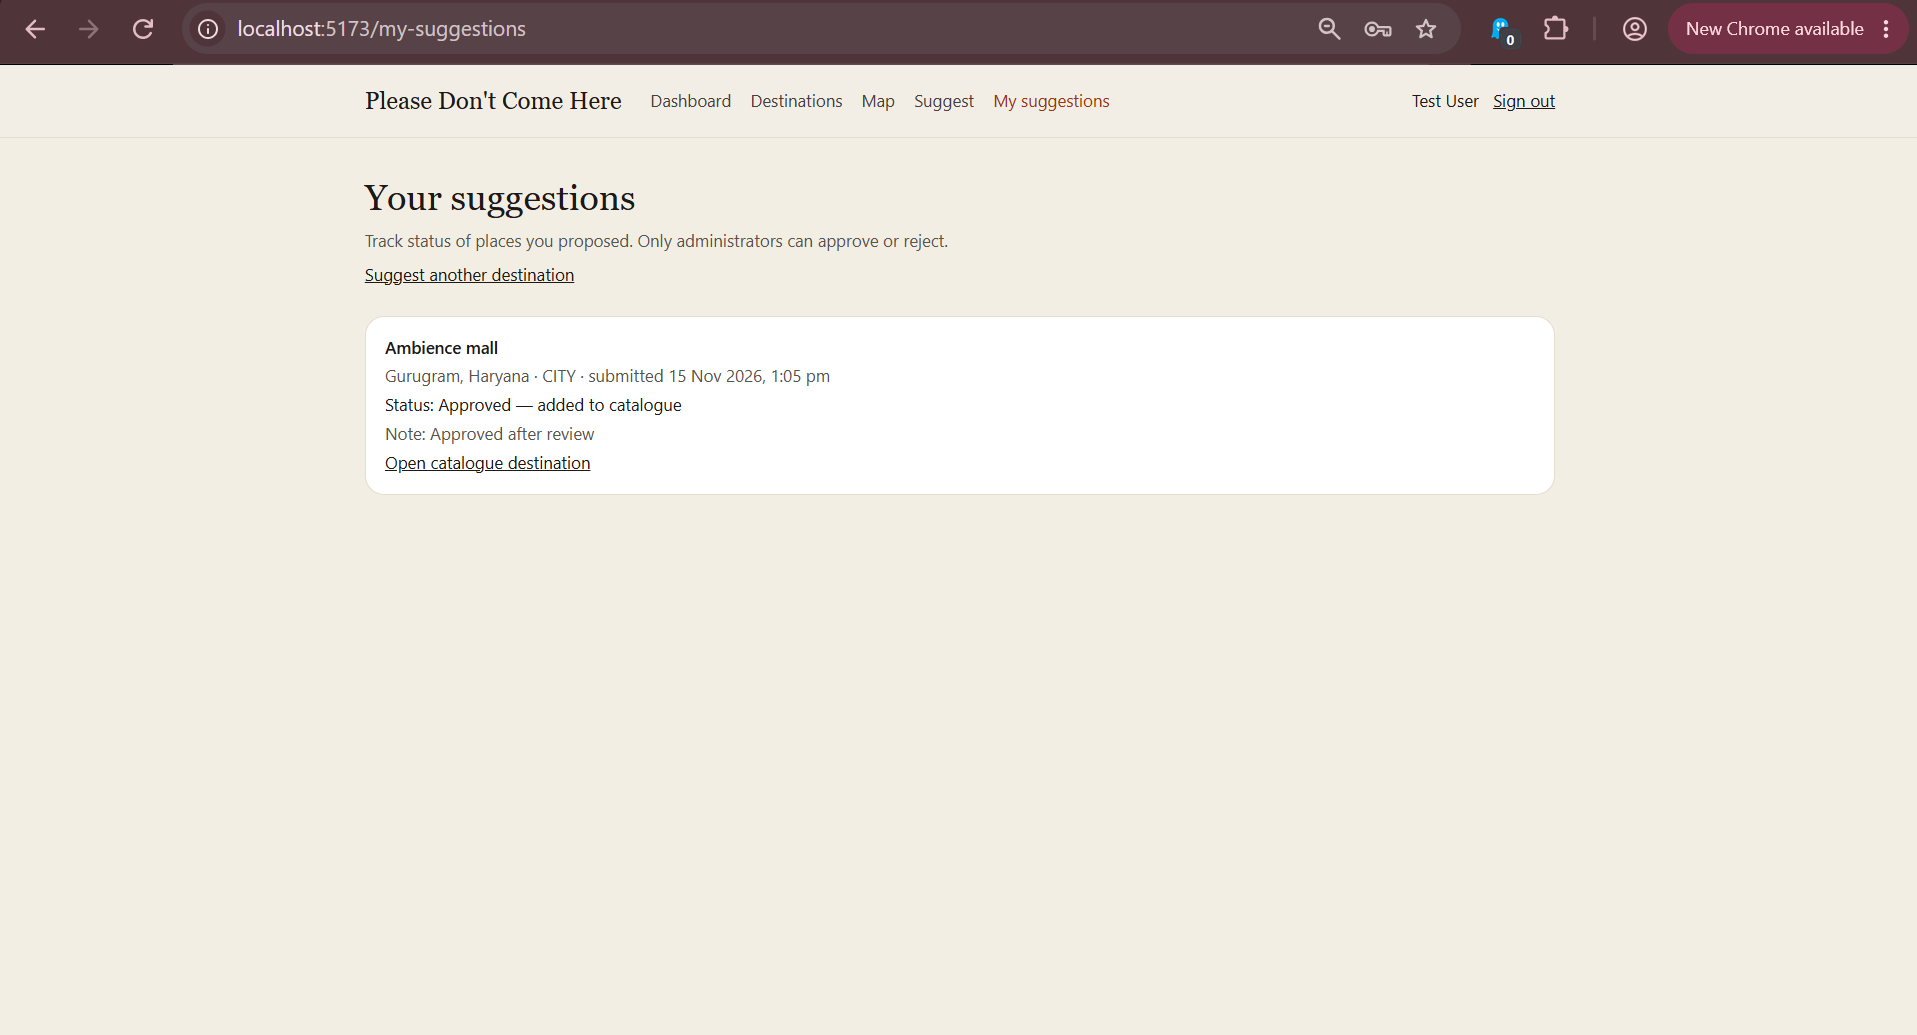 localhost:5173/my-suggestions
0
New Chrome available
Please Don't Come Here Dashboard Destinations Map Suggest My suggestions Test User Sign out
Your suggestions
Track status of places you proposed. Only administrators can approve or reject.
Suggest another destination
Ambience mall
Gurugram, Haryana · CITY · submitted 15 Nov 2026, 1:05 pm
Status: Approved — added to catalogue
Note: Approved after review
Open catalogue destination